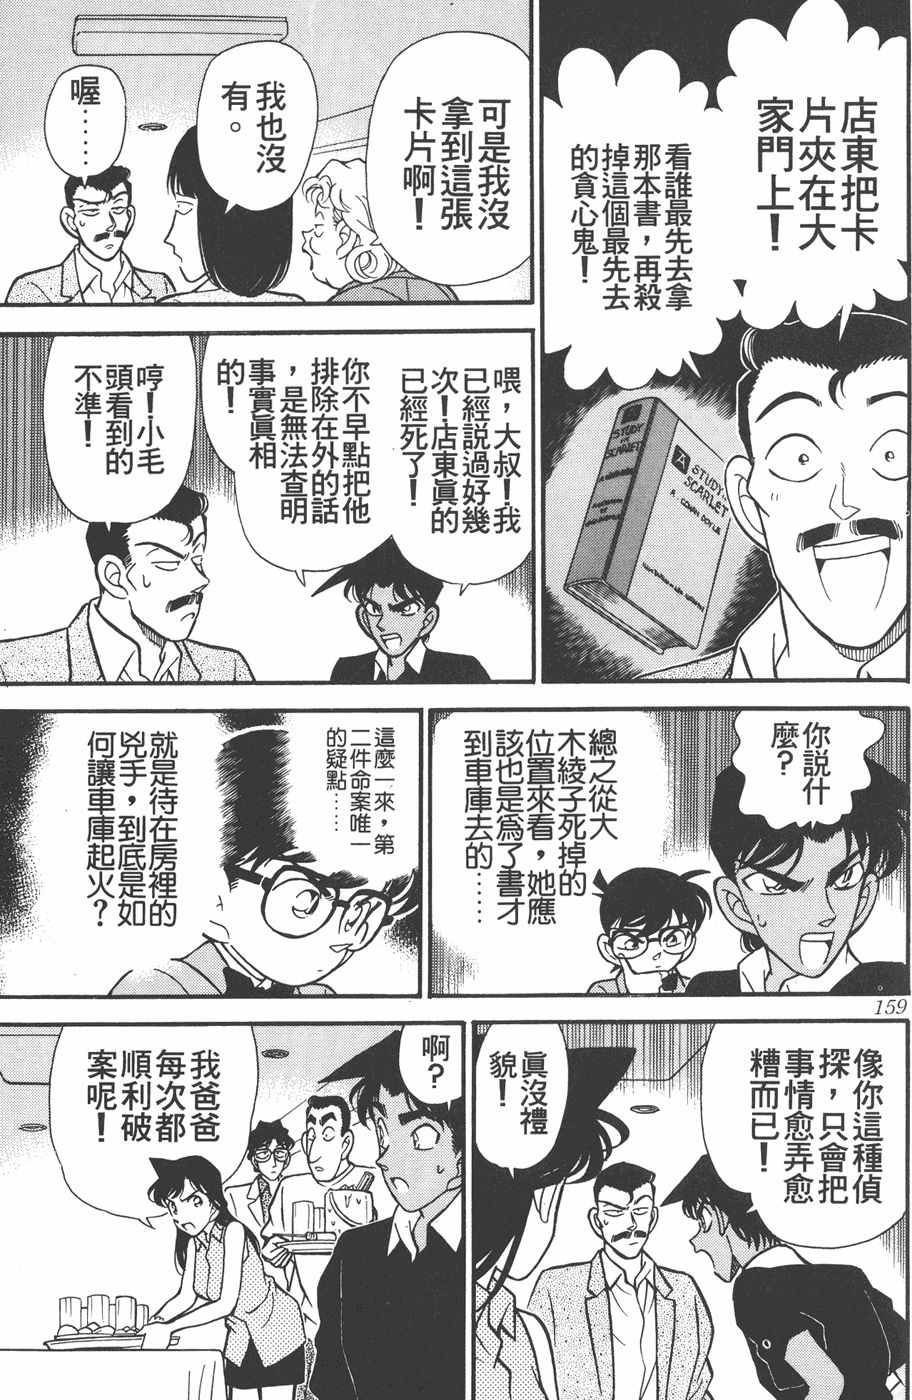 店東把卡
片夾在大
家門上！
看誰最先去拿
那本書，再殺
掉這個最先去
的貪心鬼！
STUDY
SCARLET
A STUDY
SCARLET
A. CONAN DOYLE
可是我沒
拿到這張
卡片啊！
我也沒
有。
喔……
喂，大叔！我
已經說過好幾
次！店東真的
已經死了！
你不早點把他
排除在外的話
，是無法查明
事實真相
的！
哼！小毛
頭看到的
不準！
你說什
麼？
總之從大
木綾子死掉的
位置來看，她應
該也是為了書才
到車庫去的……
這麼一來，第
二件命案唯一
的疑點……
就是待在房裡的
兇手，到底是如
何讓車庫起火？
159
像你這種偵
探，只會把
事情愈弄愈
糟而已！
真沒禮
貌！
啊？
我爸爸
每次都
順利破
案呢！